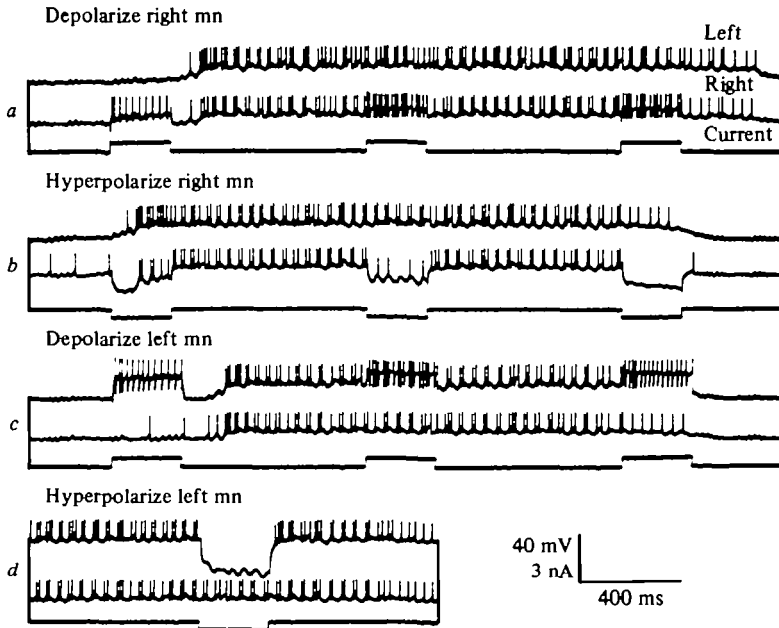 Depolarize right mn
Left
Right
a
Current
Hyperpolarize right mn
b
Depolarize left mn
c
Hyperpolarize left mn
d
40 mV
3 nA
400 ms